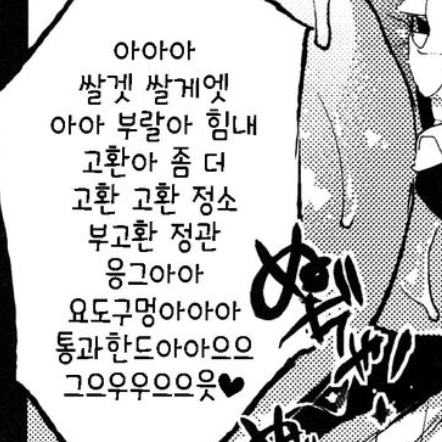 아아아
쌀겟 쌀게엣
아아 부랄아 힘내
고환아 좀 더
고환 고환 정소
부고환 정관
응그아아
요도구멍아아아
통과한드아아으으
그으우우으으읏♥